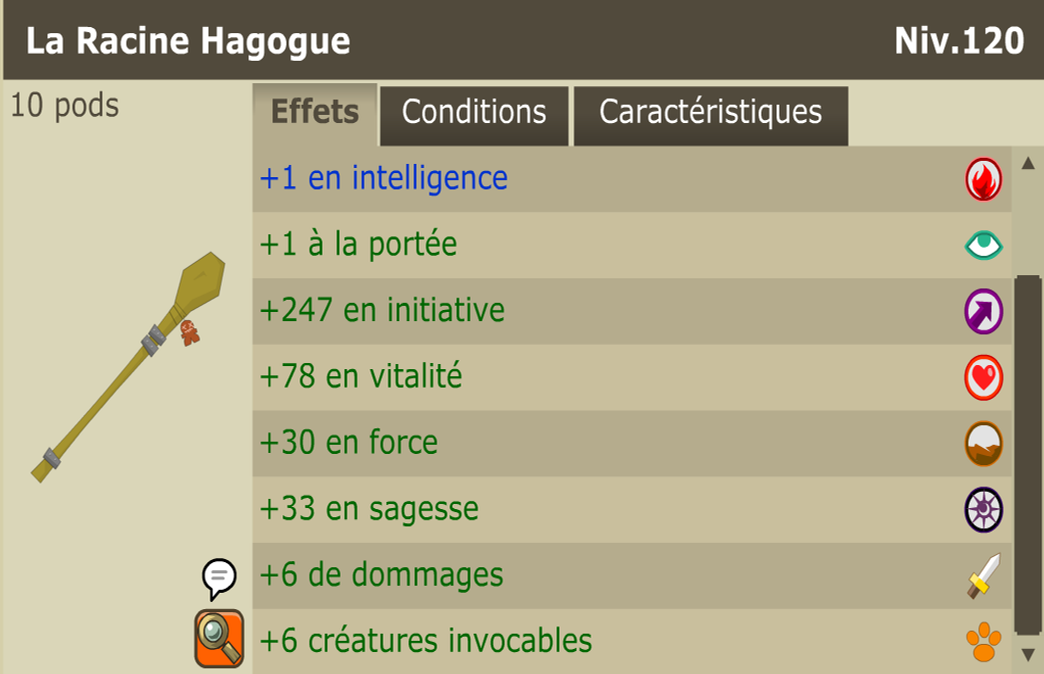 La Racine Hagogue
Niv.120
10 pods
Effets
Conditions
Caractéristiques
+1 en intelligence
+1 à la portée
+247 en initiative
+78 en vitalité
+30 en force
+33 en sagesse
+6 de dommages
+6 créatures invocables